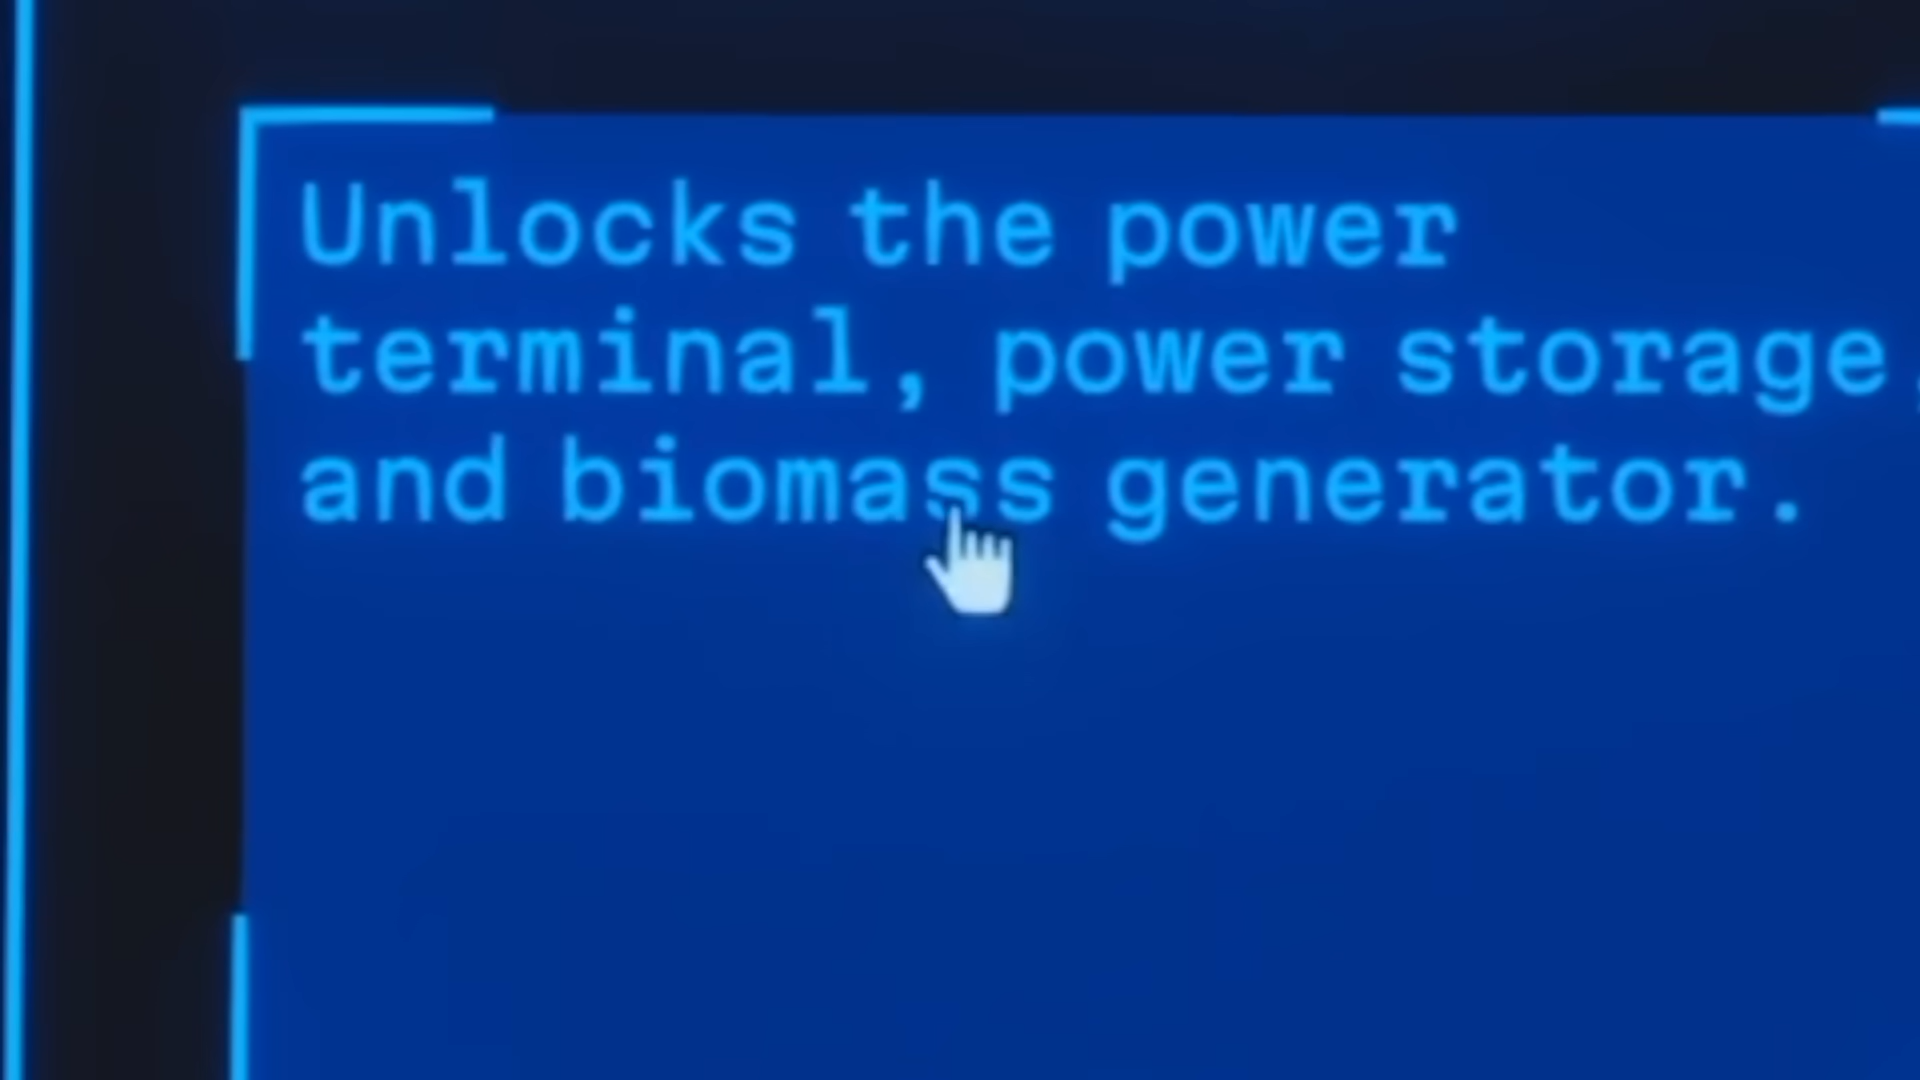 Unlocks the power
terminal, power storage,
and biomass generator.